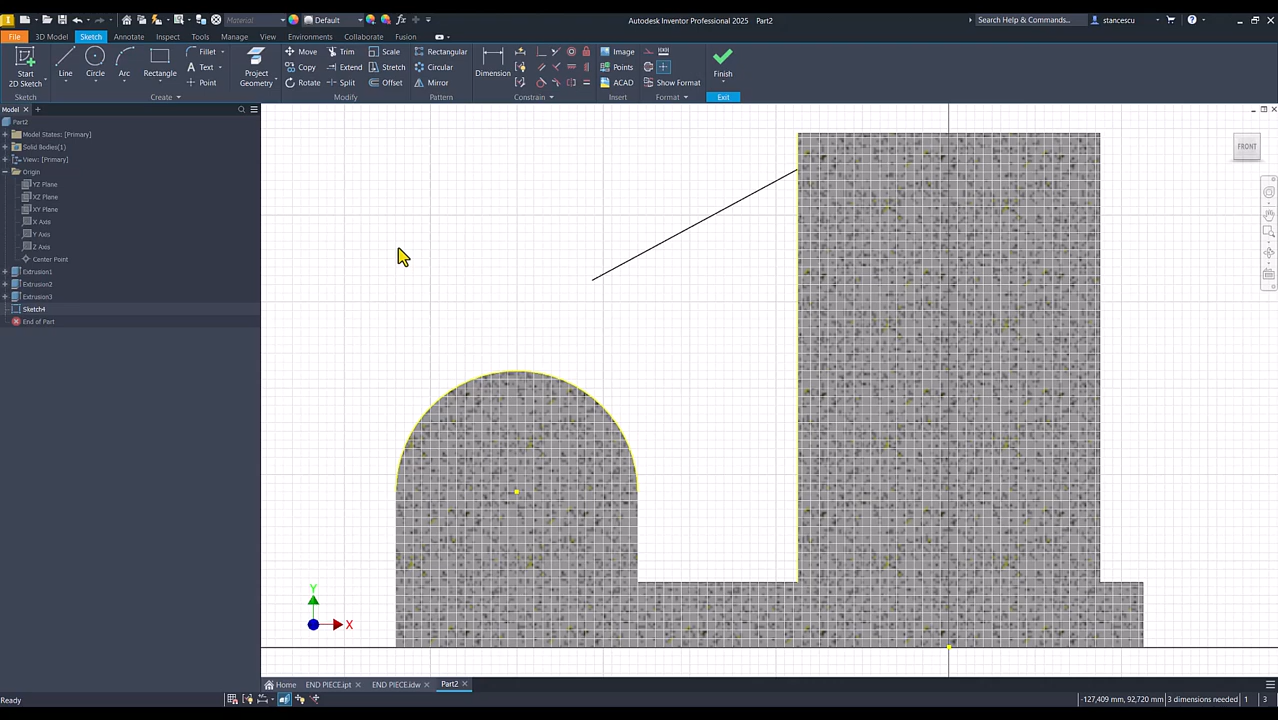 Material
Default
Autodesk Inventor Professional 2025 Part2
Search Help & Commands...
stancescu
File
3D Model
Sketch
Annotate
Inspect
Tools
Manage
View
Environments
Collaborate
Fusion
Start
2D Sketch
Line
Circle
Arc
Rectangle
Fillet
Text
Point
Project
Geometry
Move
Copy
Rotate
Trim
Extend
Split
Scale
Stretch
Offset
Rectangular
Circular
Mirror
Dimension
Image
Points
ACAD
Show Format
Finish
Sketch
Create
Modify
Pattern
Constrain
Insert
Format
Exit
Model
Part2
Model States: [Primary]
Solid Bodies(1)
View: [Primary]
Origin
YZ Plane
XZ Plane
XY Plane
X Axis
Y Axis
Z Axis
Center Point
Extrusion1
Extrusion2
Extrusion3
Sketch4
End of Part
FRONT
Y
X
Home
END PIECE.ipt
END PIECE.idw
Part2
Ready
-127,409 mm, 92,720 mm
3 dimensions needed
1
3